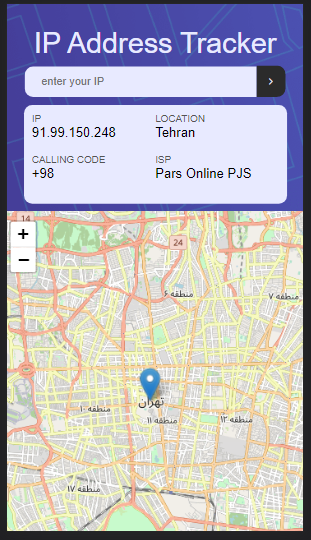 IP Address Tracker
enter your IP
IP
91.99.150.248
LOCATION
Tehran
CALLING CODE
+98
ISP
Pars Online PJS
+
−
14
24
منطقه ۶
منطقه ۷
تهران
منطقه ۱۰
منطقه ۱۱
منطقه ۱۲
منطقه ۱۷